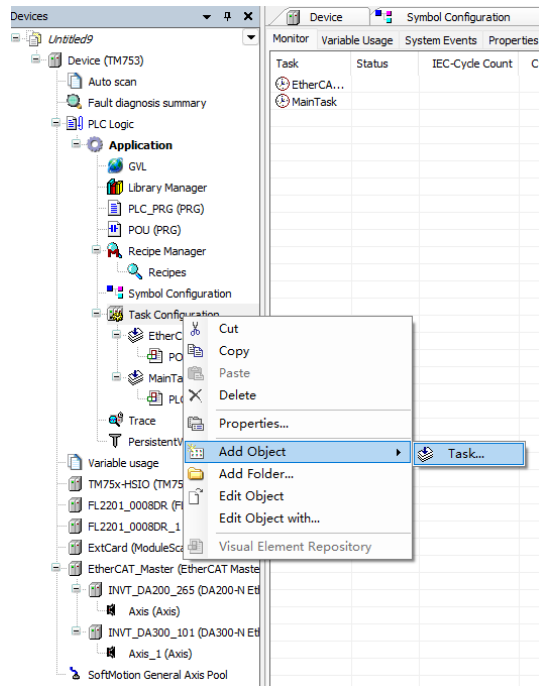 Devices
Untitled9
Device (TM753)
Auto scan
Fault diagnosis summary
PLC Logic
Application
GVL
Library Manager
PLC_PRG (PRG)
POU (PRG)
Recipe Manager
Recipes
Symbol Configuration
Task Configuration
EtherC
PO
MainTa
PLC
Trace
PersistentV
Variable usage
TM75x-HSIO (TM75
FL2201_0008DR (F
FL2201_0008DR_1
ExtCard (ModuleSca
EtherCAT_Master (EtherCAT Maste
INVT_DA200_265 (DA200-N Et
Axis (Axis)
INVT_DA300_101 (DA300-N Et
Axis_1 (Axis)
SoftMotion General Axis Pool
Cut
Copy
Paste
Delete
Properties...
Add Object
Add Folder...
Edit Object
Edit Object with...
Visual Element Repository
Task...
Device Symbol Configuration
Monitor Variable Usage System Events Properties
Task Status IEC-Cycle Count C
EtherCA...
MainTask